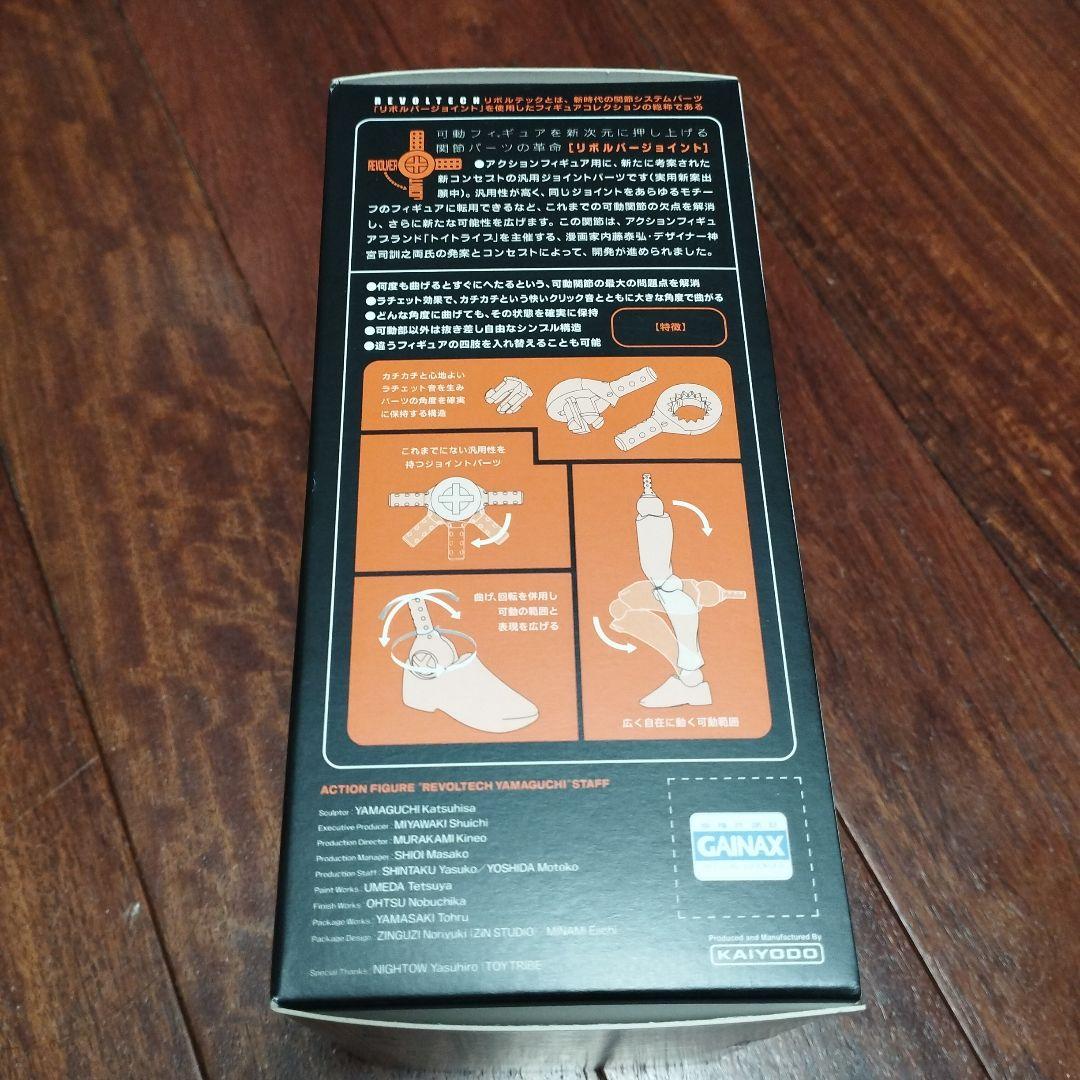 REVOLTECH リボルテックとは、新時代の関節システムパーツ
「リボルバージョイント」を使用したフィギュアコレクションの総称である
REVOLVER
JOINT
可動フィギュアを新次元に押し上げる
関節パーツの革命[リボルバージョイント]
●アクションフィギュア用に、新たに考案された
新コンセプトの汎用ジョイントパーツです(実用新案出
願中)。汎用性が高く、同じジョイントをあらゆるモチー
フのフィギュアに転用できるなど、これまでの可動関節の欠点を解消
し、さらに新たな可能性を広げます。この関節は、アクションフィギュ
アブランド「トイトライブ」を主催する、漫画家内藤泰弘・デザイナー神
宮司訓之両氏の発案とコンセプトによって、開発が進められました。
●何度も曲げるとすぐにへたるという、可動関節の最大の問題点を解消
●ラチェット効果で、カチカチという快いクリック音とともに大きな角度で曲がる
●どんな角度に曲げても、その状態を確実に保持
●可動部以外は抜き差し自由なシンプル構造
●違うフィギュアの四肢を入れ替えることも可能
【特徴】
カチカチと心地よい
ラチェット音を生み
パーツの角度を確実
に保持する構造
これまでにない汎用性を
持つジョイントパーツ
曲げ、回転を併用し
可動の範囲と
表現を広げる
広く自在に動く可動範囲
ACTION FIGURE "REVOLTECH YAMAGUCHI" STAFF
Sculptor: YAMAGUCHI Katsuhisa
Executive Producer: MIYAWAKI Shuichi
Production Director: MURAKAMI Kineo
Production Manager: SHIOI Masako
Production Staff: SHINTAKU Yasuko/YOSHIDA Motoko
Paint Works: UMEDA Tetsuya
Finish Works: OHTSU Nobuchika
Package Works: YAMASAKI Tohru
Package Design: ZINGUZI Noriyuki (ZiN STUDIO) MINAMI Eiichi
Special Thanks: NIGHTOW Yasuhiro (TOY TRIBE
GAINAX
Produced and Manufactured By
KAIYODO